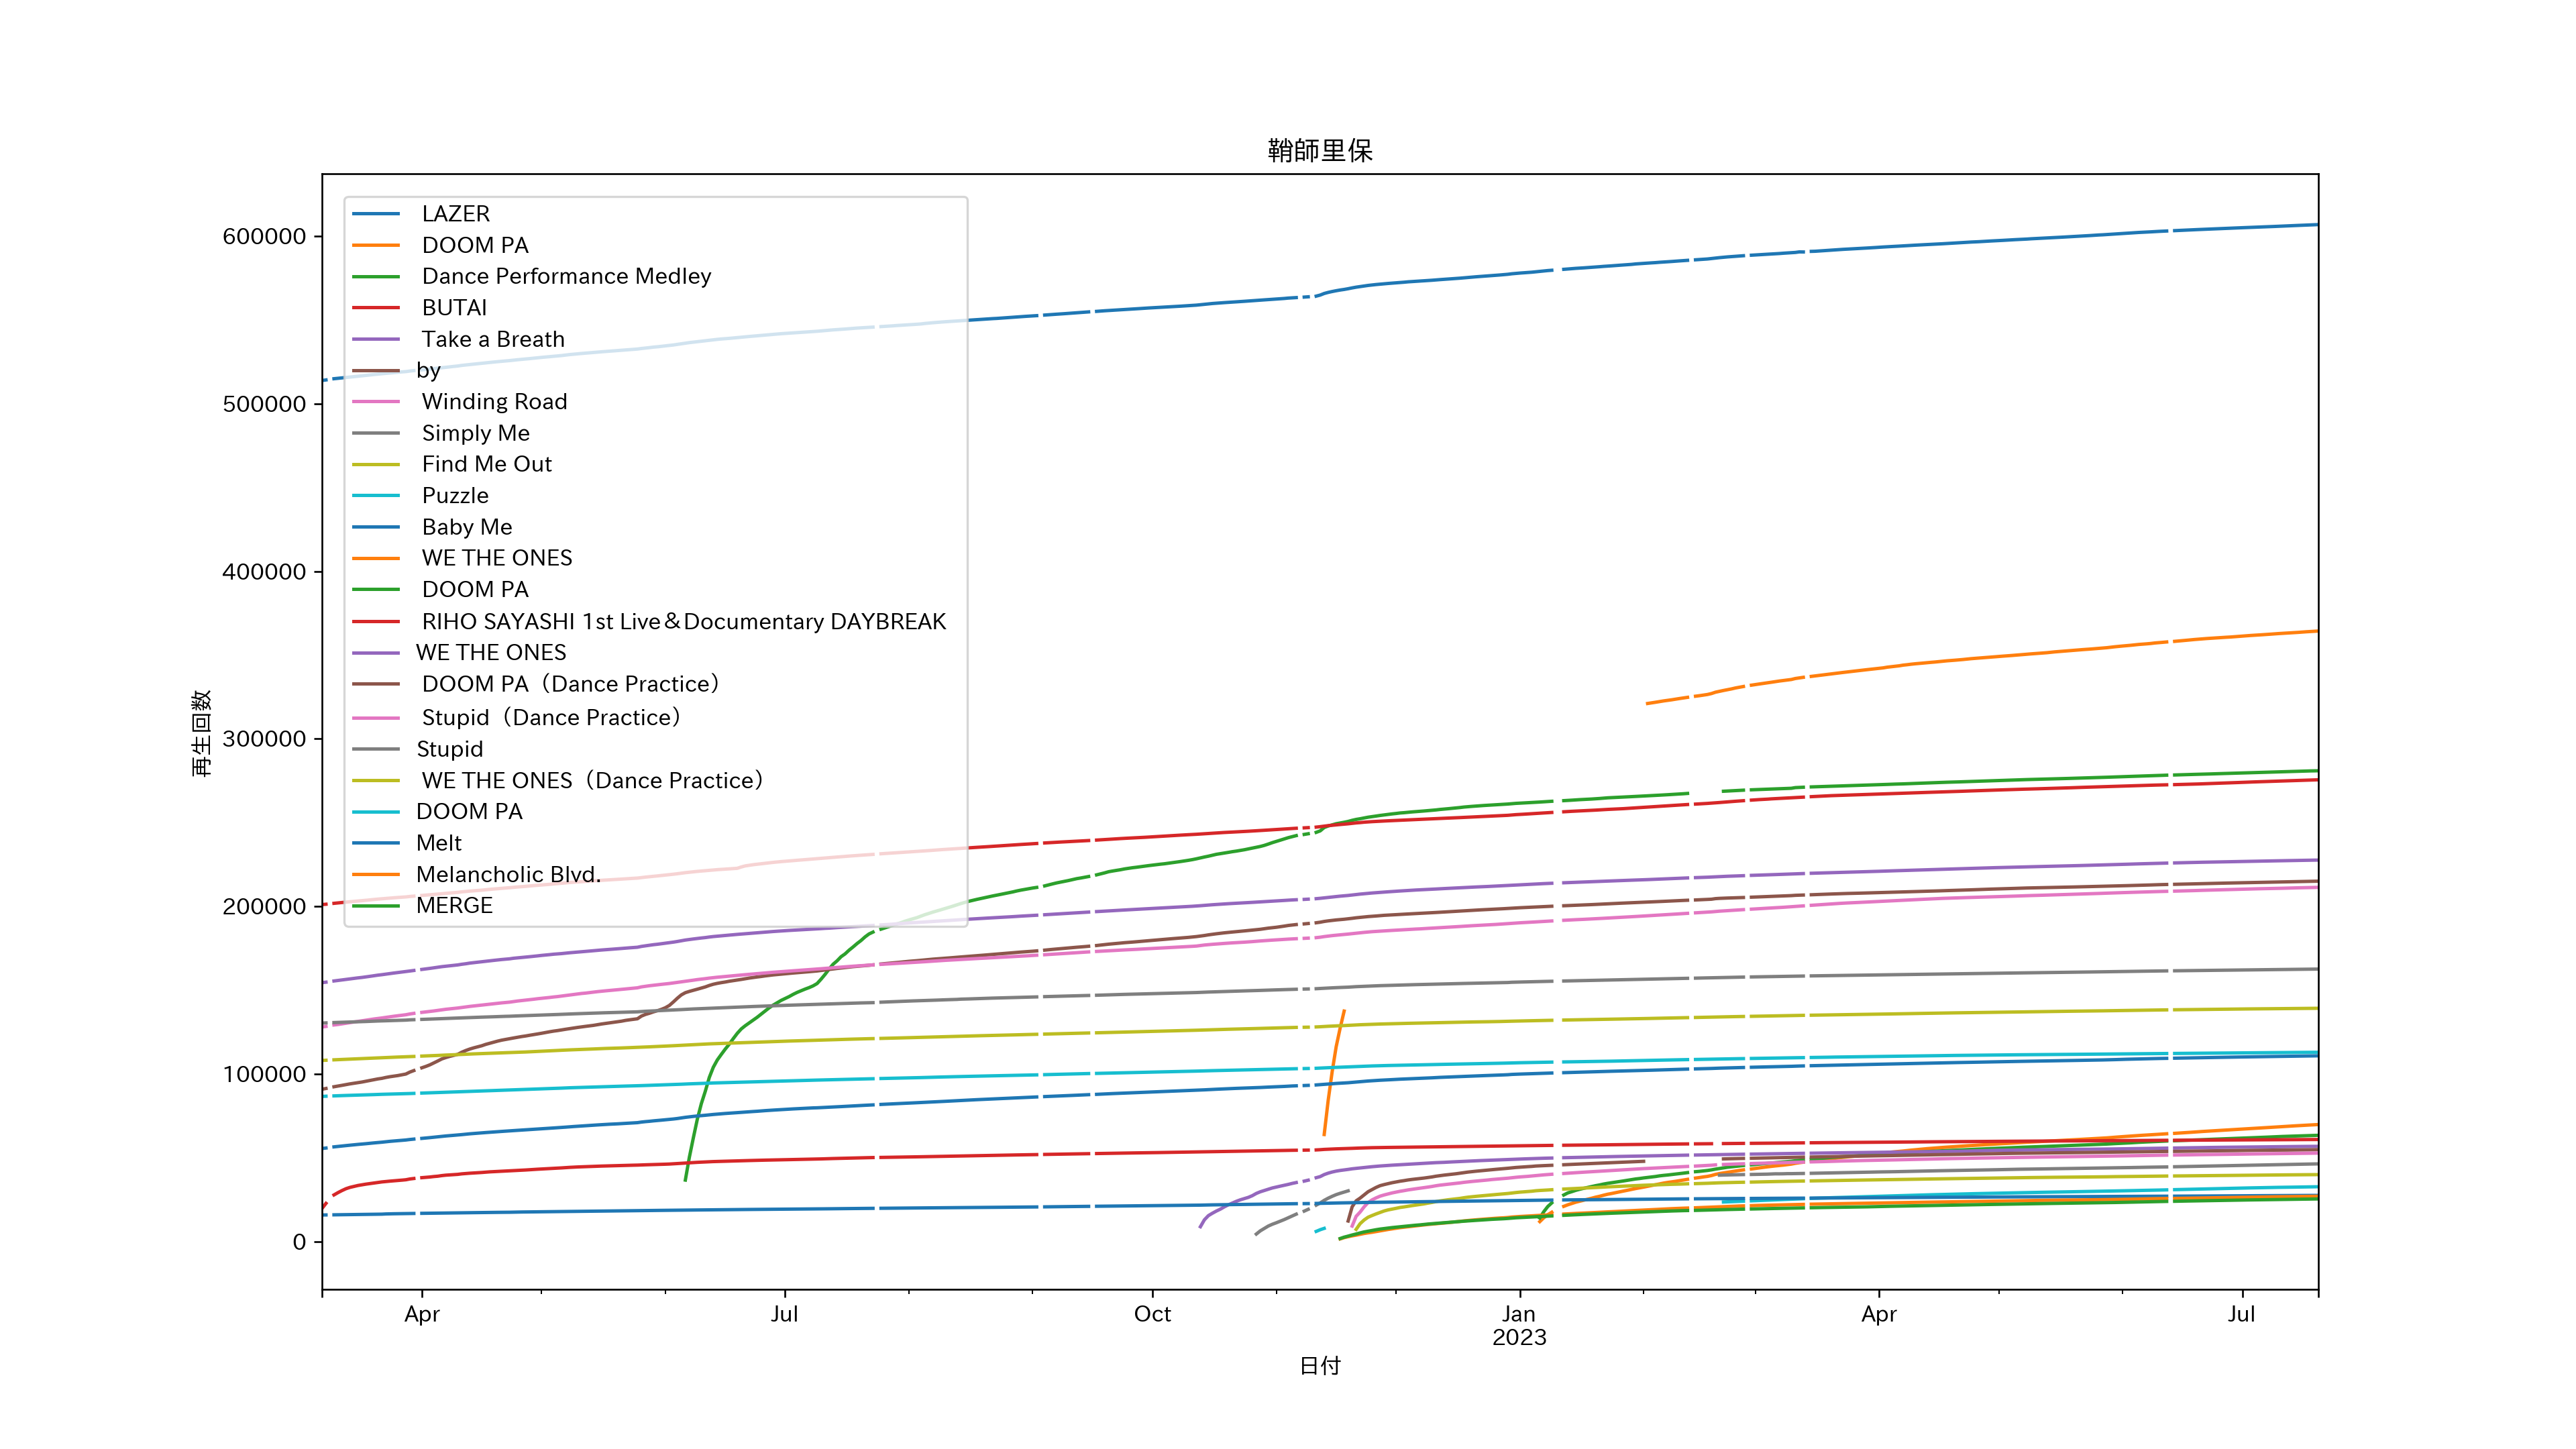 鞘師里保
600000
500000
400000
300000
200000
100000
0
再生回数
LAZER
DOOM PA
Dance Performance Medley
BUTAI
Take a Breath
by
Winding Road
Simply Me
Find Me Out
Puzzle
Baby Me
WE THE ONES
DOOM PA
RIHO SAYASHI 1st Live＆Documentary DAYBREAK
WE THE ONES
DOOM PA（Dance Practice）
Stupid（Dance Practice）
Stupid
WE THE ONES（Dance Practice）
DOOM PA
Melt
Melancholic Blvd.
MERGE
Apr Jul Oct Jan Apr Jul
2023
日付